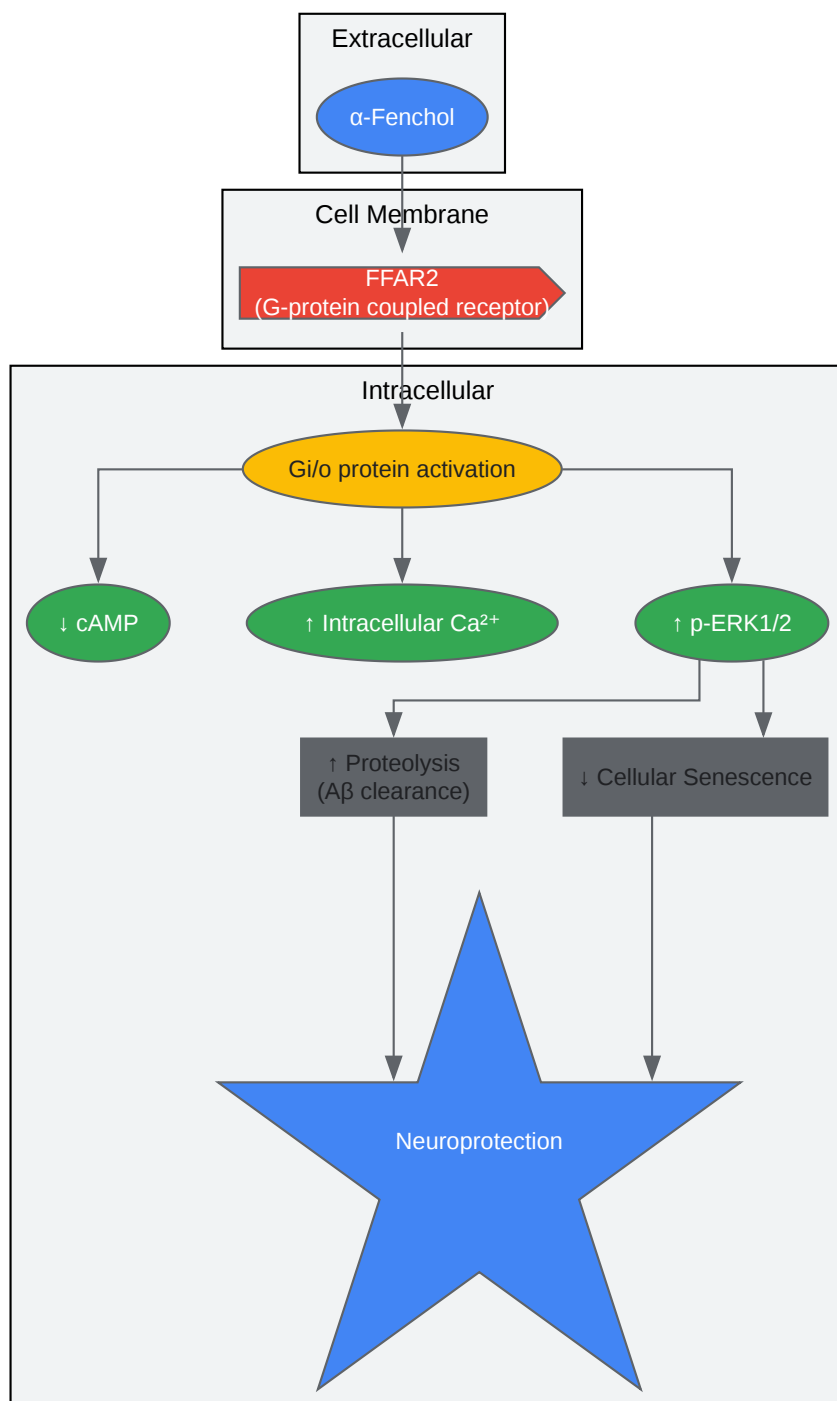 Extracellular
α-Fenchol
Cell Membrane
FFAR2
(G-protein coupled receptor)
Intracellular
Gi/o protein activation
↓ cAMP
↑ Intracellular Ca²⁺
↑ p-ERK1/2
↑ Proteolysis
(Aβ clearance)
↓ Cellular Senescence
Neuroprotection